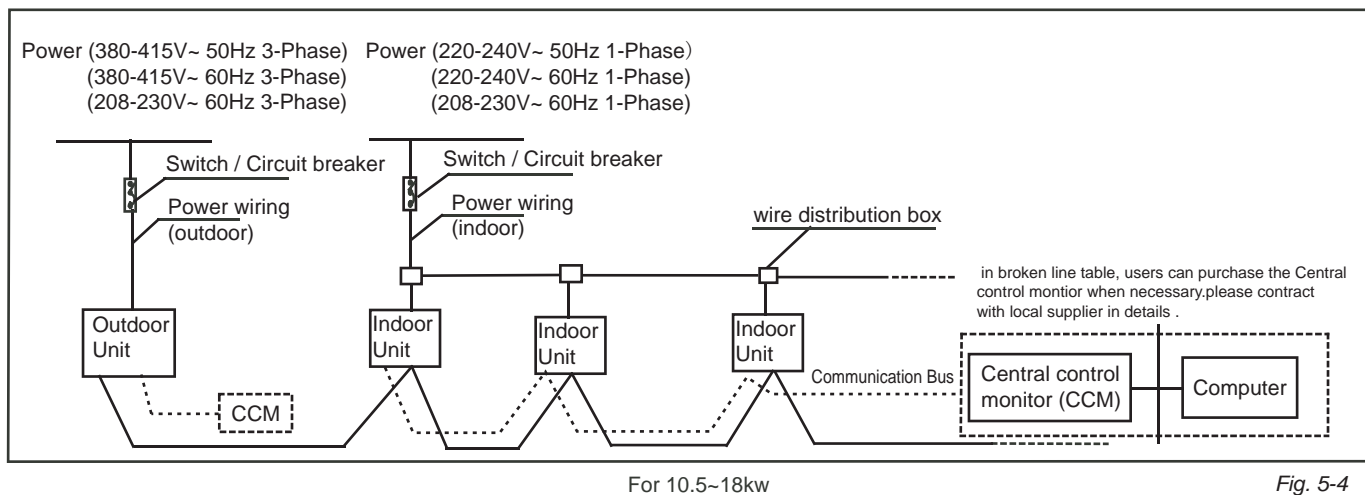 Power (380-415V~ 50Hz 3-Phase)
(380-415V~ 60Hz 3-Phase)
(208-230V~ 60Hz 3-Phase)
Power (220-240V~ 50Hz 1-Phase）
(220-240V~ 60Hz 1-Phase)
(208-230V~ 60Hz 1-Phase)
Switch / Circuit breaker
Power wiring
(outdoor)
Switch / Circuit breaker
Power wiring
(indoor)
wire distribution box
in broken line table, users can purchase the Central
control montior when necessary.please contract
with local supplier in details .
Outdoor
Unit
CCM
Indoor
Unit
Indoor
Unit
Indoor
Unit
Communication Bus
Central control
monitor (CCM)
Computer
For 10.5~18kw
Fig. 5-4